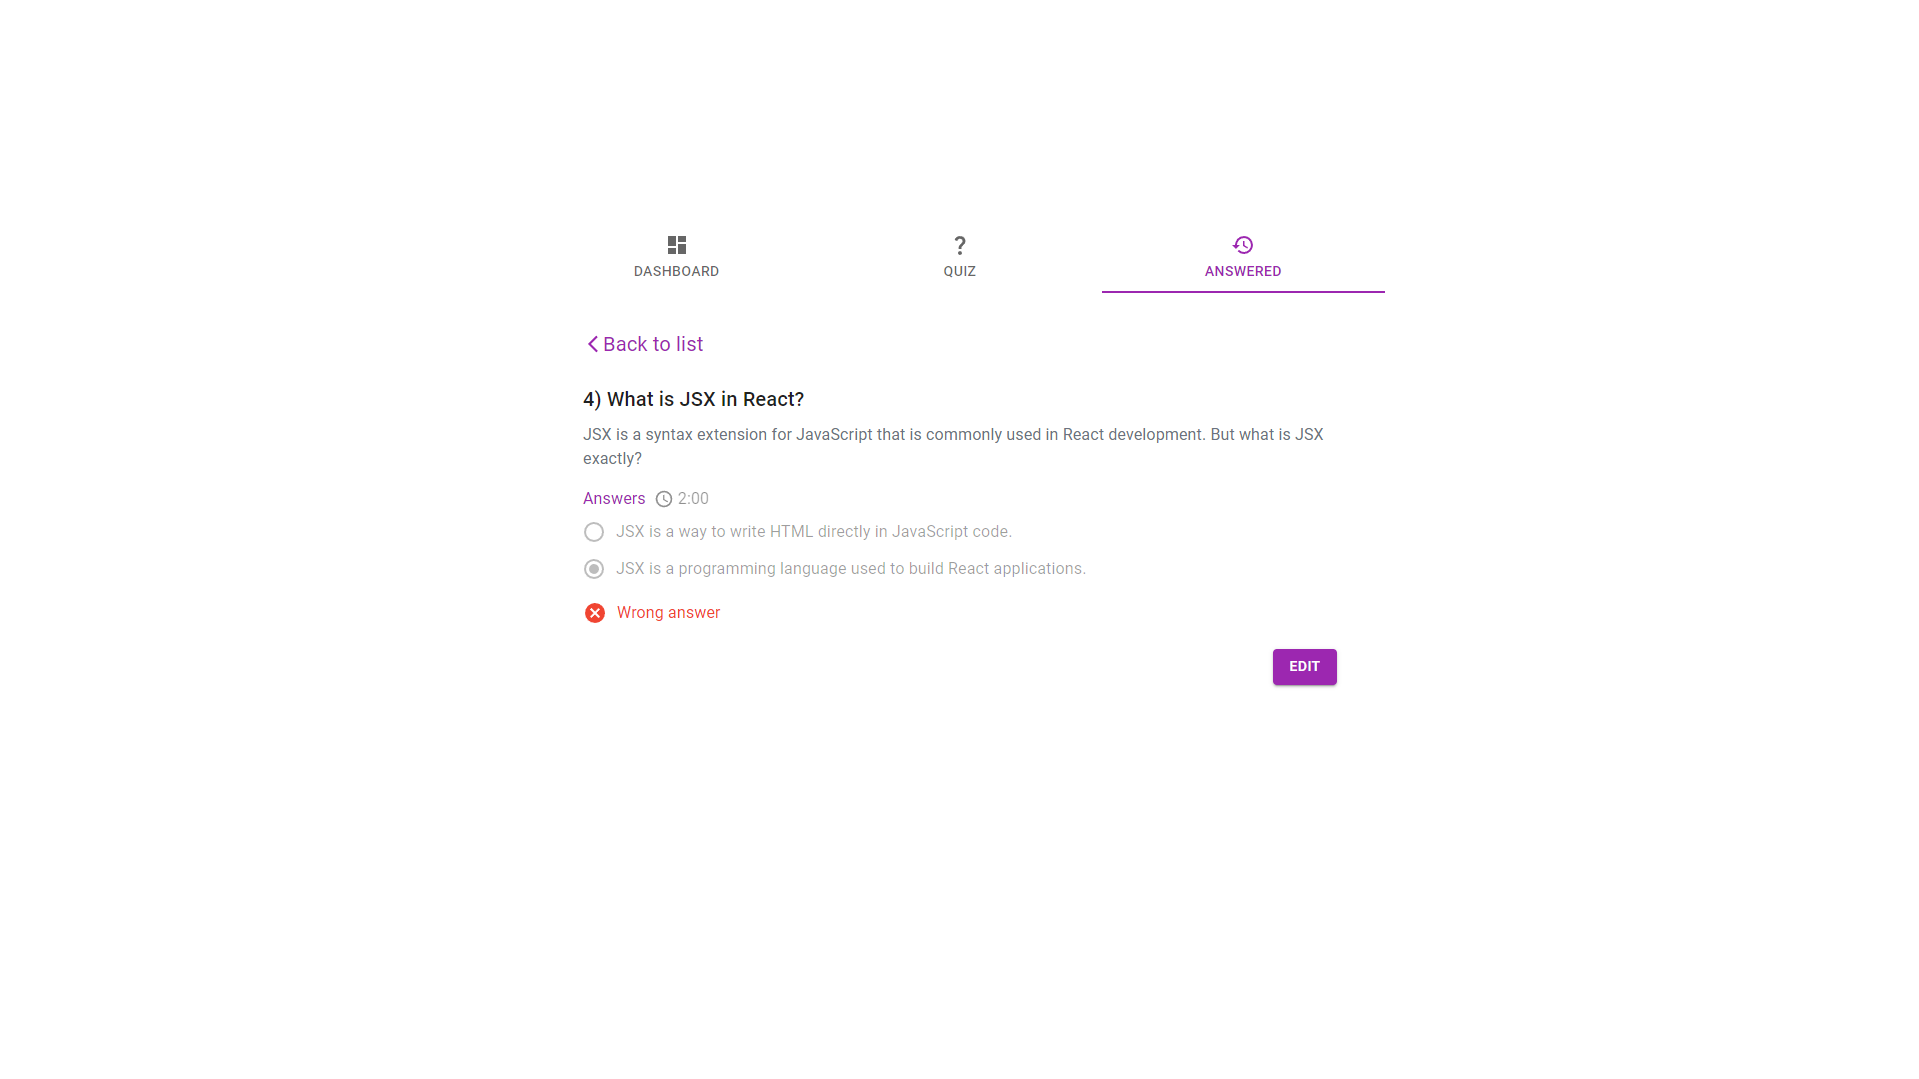 DASHBOARD
? QUIZ
ANSWERED
Back to list
4) What is JSX in React?
JSX is a syntax extension for JavaScript that is commonly used in React development. But what is JSX
exactly?
Answers 2:00
JSX is a way to write HTML directly in JavaScript code.
JSX is a programming language used to build React applications.
Wrong answer
EDIT